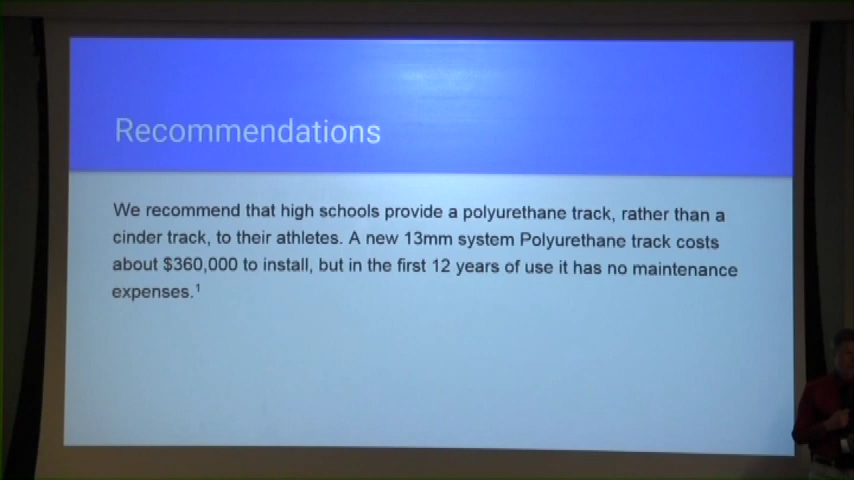 Recommendations
We recommend that high schools provide a polyurethane track, rather than a
cinder track, to their athletes. A new 13mm system Polyurethane track costs
about $360,000 to install, but in the first 12 years of use it has no maintenance
expenses.¹